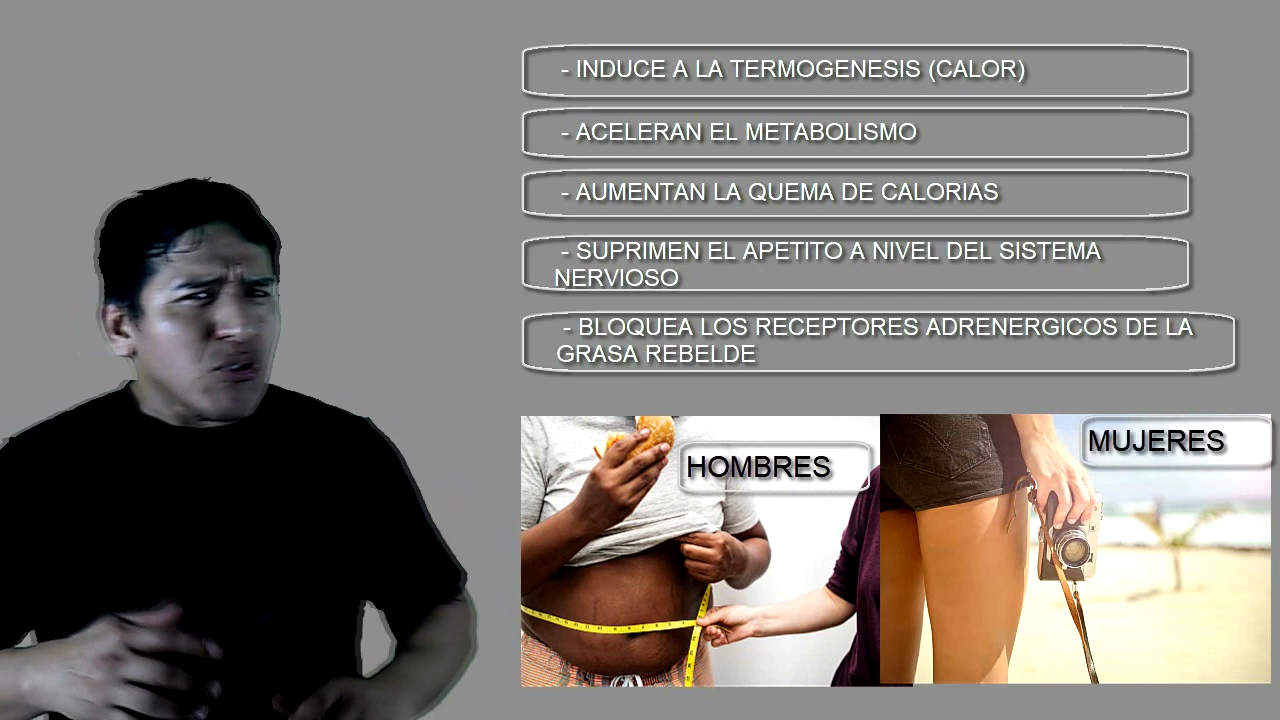 - INDUCE A LA TERMOGENESIS (CALOR)
- ACELERAN EL METABOLISMO
- AUMENTAN LA QUEMA DE CALORIAS
- SUPRIMEN EL APETITO A NIVEL DEL SISTEMA
NERVIOSO
- BLOQUEA LOS RECEPTORES ADRENERGICOS DE LA
GRASA REBELDE
HOMBRES
MUJERES